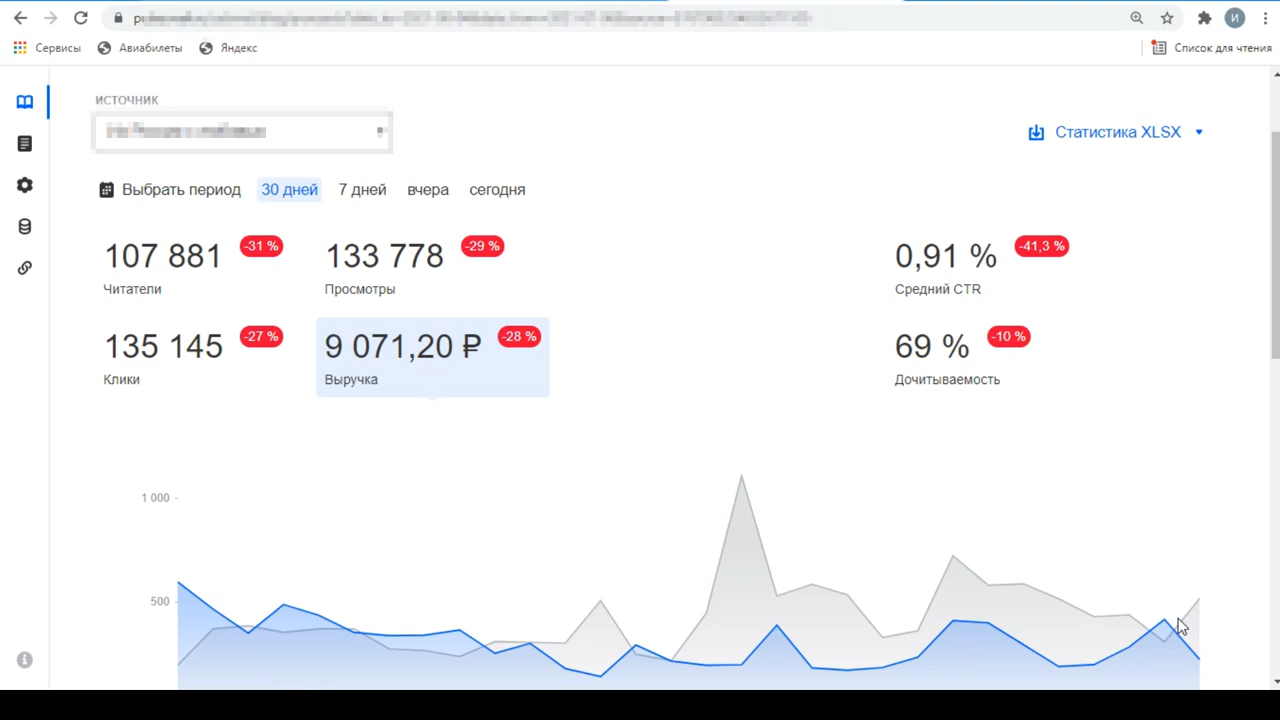 Сервисы Авиабилеты Яндекс Список для чтения
И
ИСТОЧНИК
Статистика XLSX
Выбрать период 30 дней 7 дней вчера сегодня
107 881 -31 % 133 778 -29 % 0,91 % -41,3 %
Читатели Просмотры Средний CTR
135 145 -27 % 9 071,20 ₽ -28 % 69 % -10 %
Клики Выручка Дочитываемость
1 000
500